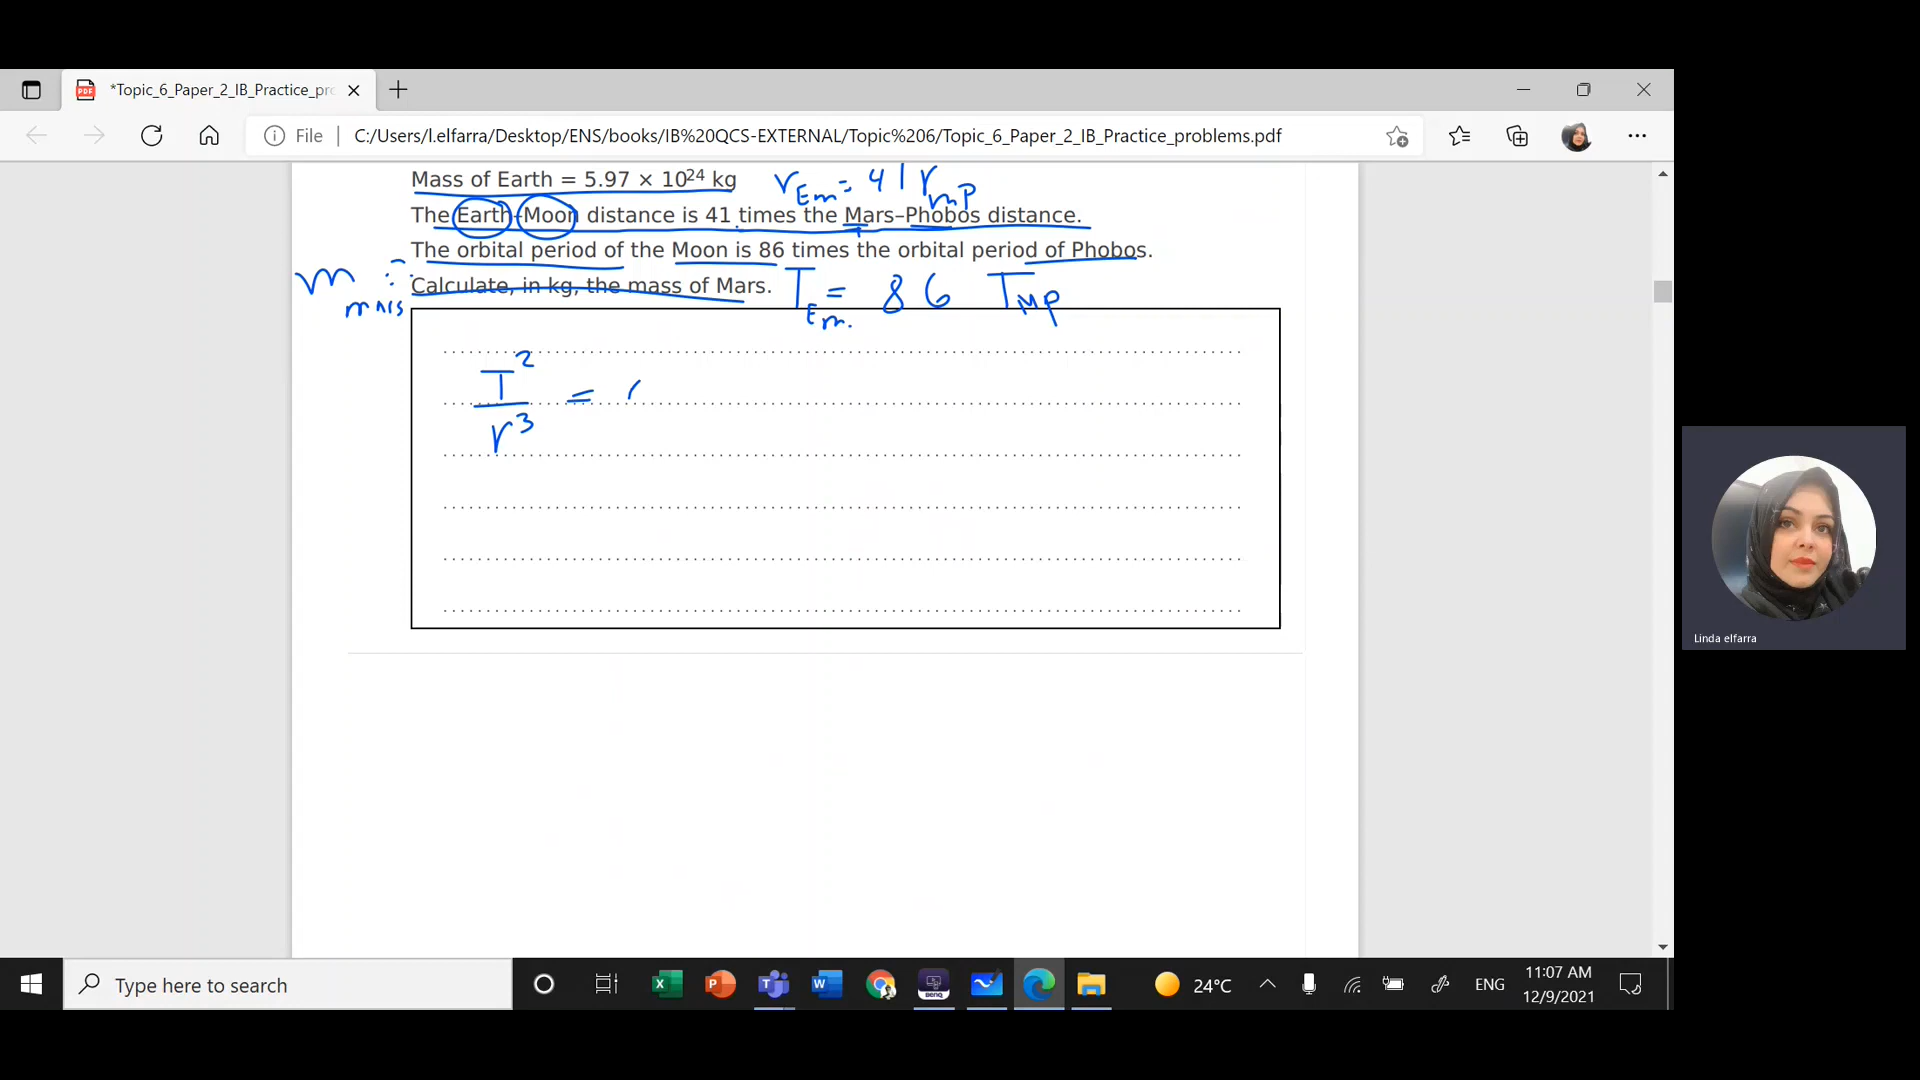 *Topic_6_Paper_2_IB_Practice_pro
File
C:/Users/l.elfarra/Desktop/ENS/books/IB%20QCS-EXTERNAL/Topic%206/Topic_6_Paper_2_IB_Practice_problems.pdf
Mass of Earth = 5.97 × 10²⁴ kg r_Em = 41 r_mP
The Earth–Moon distance is 41 times the Mars–Phobos distance.
The orbital period of the Moon is 86 times the orbital period of Phobos.
m mars :
Calculate, in kg, the mass of Mars. T_Em. = 86 T_MP
T² / r³ = (
Linda elfarra
Type here to search
24°C
ENG
11:07 AM
12/9/2021